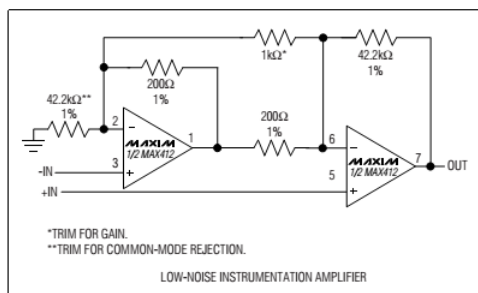 1kΩ*
42.2kΩ
1%
200Ω
1%
42.2kΩ**
1%
200Ω
1%
2
−
MAXIM
1/2 MAX412
1
3
+
-IN
+IN
6
−
MAXIM
1/2 MAX412
7
OUT
5
+
*TRIM FOR GAIN.
**TRIM FOR COMMON-MODE REJECTION.
LOW-NOISE INSTRUMENTATION AMPLIFIER